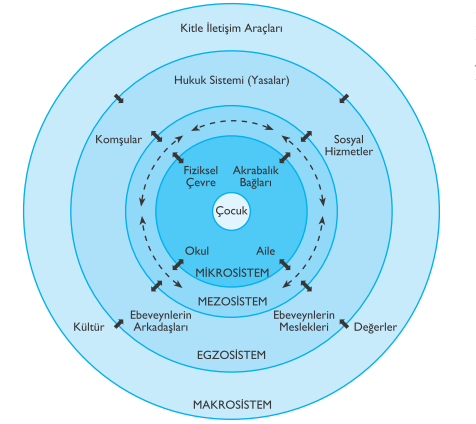 Kitle İletişim Araçları
Hukuk Sistemi (Yasalar)
Komşular
Sosyal
Hizmetler
Fiziksel
Çevre
Akrabalık
Bağları
Çocuk
Okul
Aile
MİKROSİSTEM
MEZOSİSTEM
Kültür
Ebeveynlerin
Arkadaşları
Ebeveynlerin
Meslekleri
Değerler
EGZOSİSTEM
MAKROSİSTEM